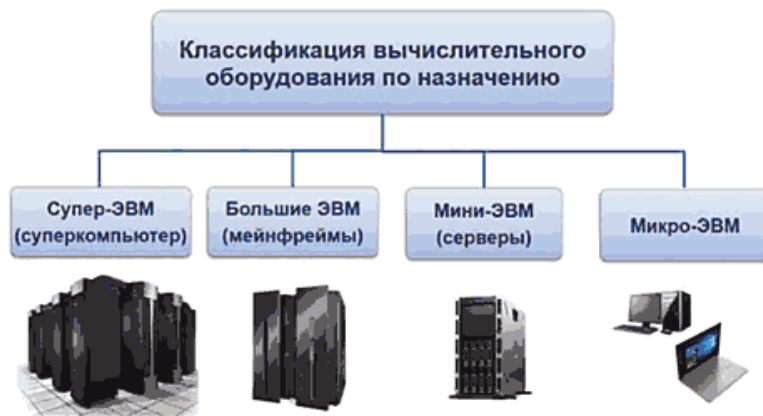 Классификация вычислительного
оборудования по назначению
Супер-ЭВМ
(суперкомпьютер)
Большие ЭВМ
(мейнфреймы)
Мини-ЭВМ
(серверы)
Микро-ЭВМ